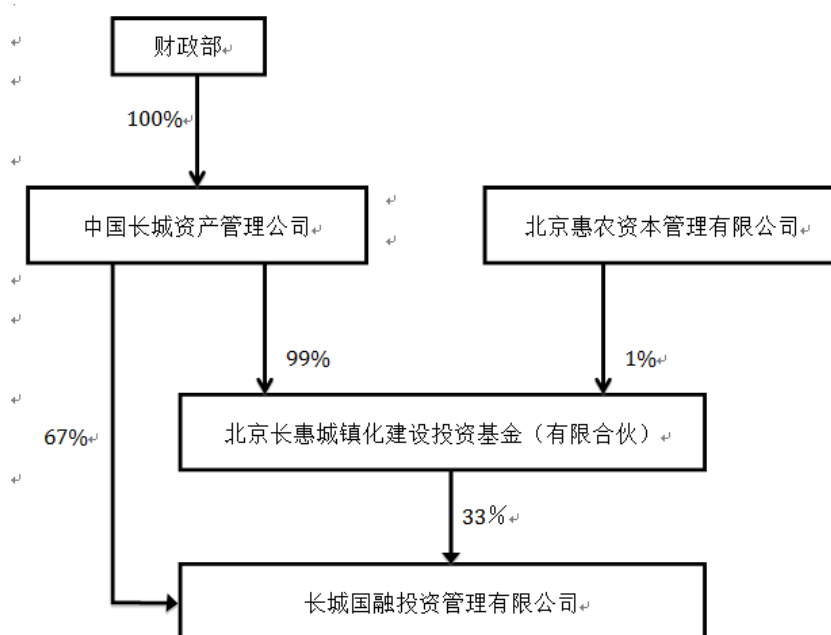 财政部
100%
中国长城资产管理公司
北京惠农资本管理有限公司
99%
1%
北京长惠城镇化建设投资基金（有限合伙）
67%
33%
长城国融投资管理有限公司